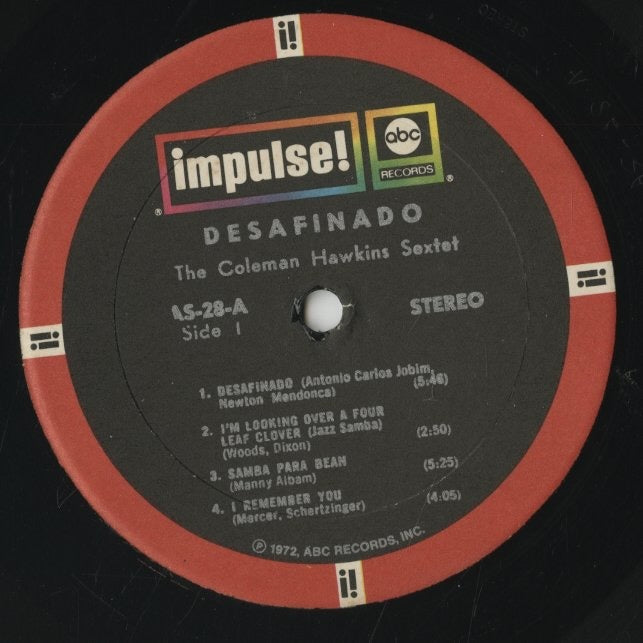 i!
impulse!
abc
RECORDS
®
®
DESAFINADO
The Coleman Hawkins Sextet
AS-28-A
Side 1
STEREO
i!
i!
1. DESAFINADO (Antonio Carlos Jobim,
Newton Mendonca) (5:46)
2. I'M LOOKING OVER A FOUR
LEAF CLOVER (Jazz Samba)
(Woods, Dixon) (2:50)
3. SAMBA PARA BEAN (5:25)
(Manny Albam)
4. I REMEMBER YOU (4:05)
(Mercer, Schertzinger)
℗ 1972, ABC RECORDS, INC.
i!